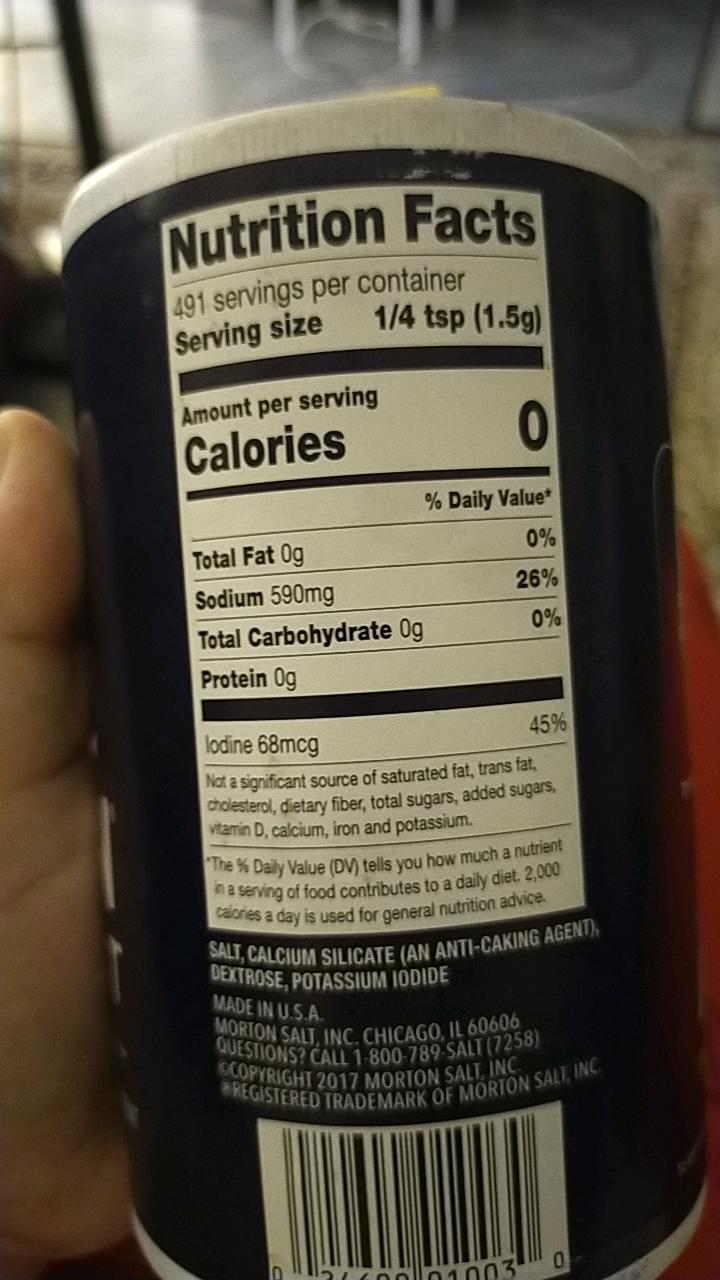 Nutrition Facts
491 servings per container
Serving size 1/4 tsp (1.5g)
Amount per serving
Calories 0
% Daily Value*
Total Fat 0g 0%
Sodium 590mg 26%
Total Carbohydrate 0g 0%
Protein 0g
Iodine 68mcg 45%
Not a significant source of saturated fat, trans fat,
cholesterol, dietary fiber, total sugars, added sugars,
vitamin D, calcium, iron and potassium.
*The % Daily Value (DV) tells you how much a nutrient
in a serving of food contributes to a daily diet. 2,000
calories a day is used for general nutrition advice.
SALT, CALCIUM SILICATE (AN ANTI-CAKING AGENT),
DEXTROSE, POTASSIUM IODIDE
MADE IN U.S.A.
MORTON SALT, INC. CHICAGO, IL 60606
QUESTIONS? CALL 1-800-789-SALT (7258)
©COPYRIGHT 2017 MORTON SALT, INC.
®REGISTERED TRADEMARK OF MORTON SALT, INC.